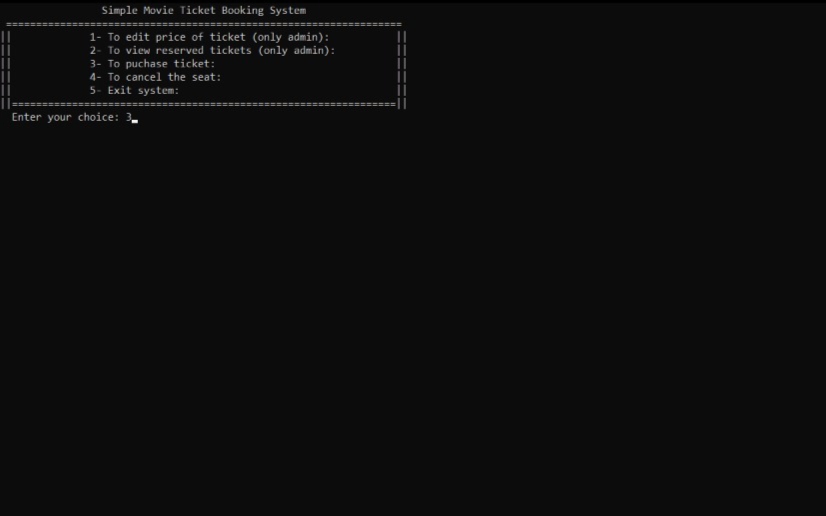 Simple Movie Ticket Booking System
==================================================================
||             1- To edit price of ticket (only admin):           ||
||             2- To view reserved tickets (only admin):          ||
||             3- To puchase ticket:                              ||
||             4- To cancel the seat:                             ||
||             5- Exit system:                                    ||
||================================================================||
Enter your choice: 3